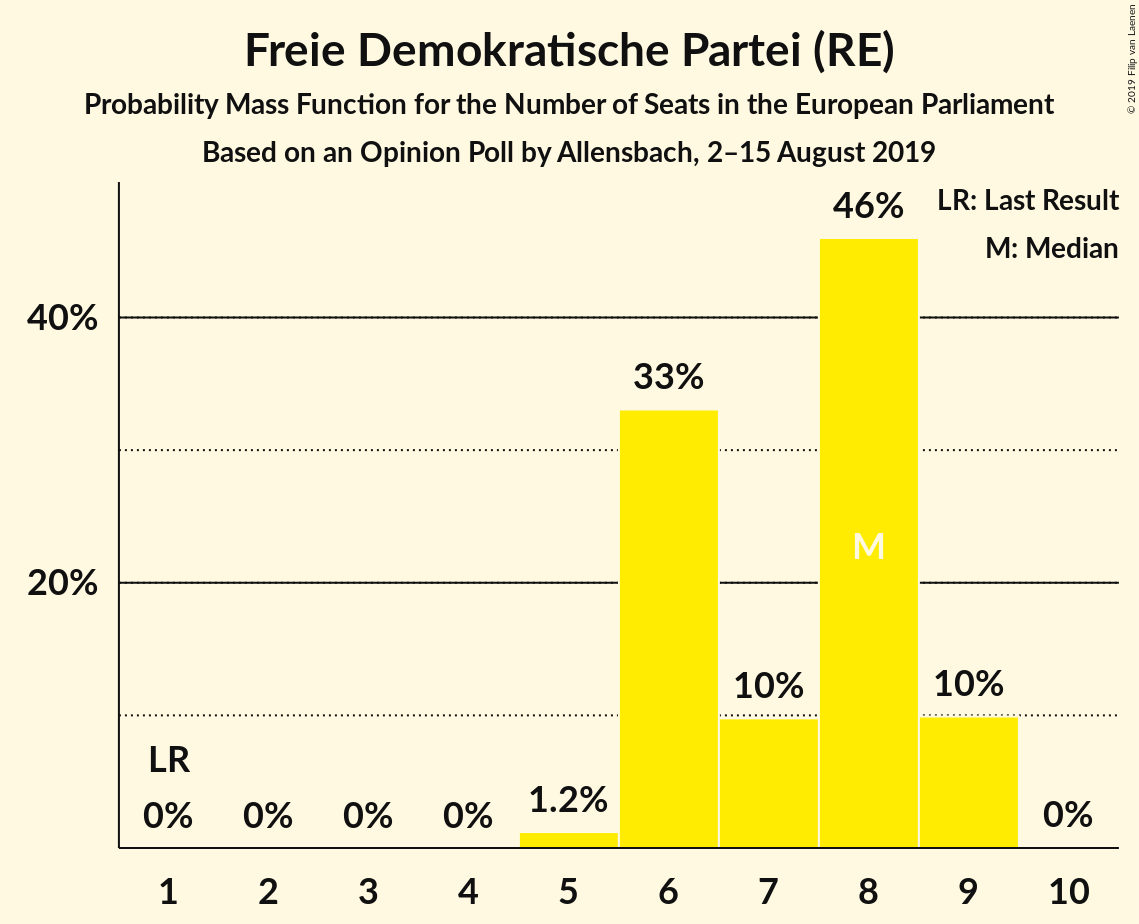 Freie Demokratische Partei (RE)
Probability Mass Function for the Number of Seats in the European Parliament
Based on an Opinion Poll by Allensbach, 2–15 August 2019
© 2019 Filip van Laenen
LR: Last Result
M: Median
46%
40%
33%
M
20%
10%
10%
LR
1.2%
0%
0%
0%
0%
0%
1
2
3
4
5
6
7
8
9
10